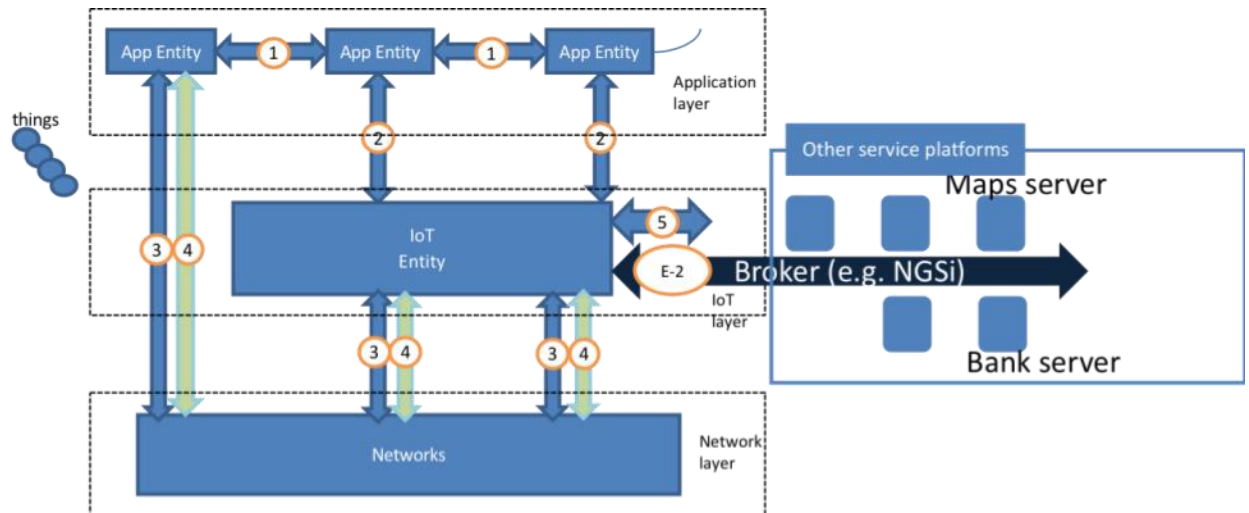 App Entity
1
App Entity
1
App Entity
Application
layer
things
2
2
Other service platforms
Maps server
3
4
IoT
Entity
5
E-2
Broker (e.g. NGSi)
IoT
layer
3
4
3
4
Bank server
Networks
Network
layer